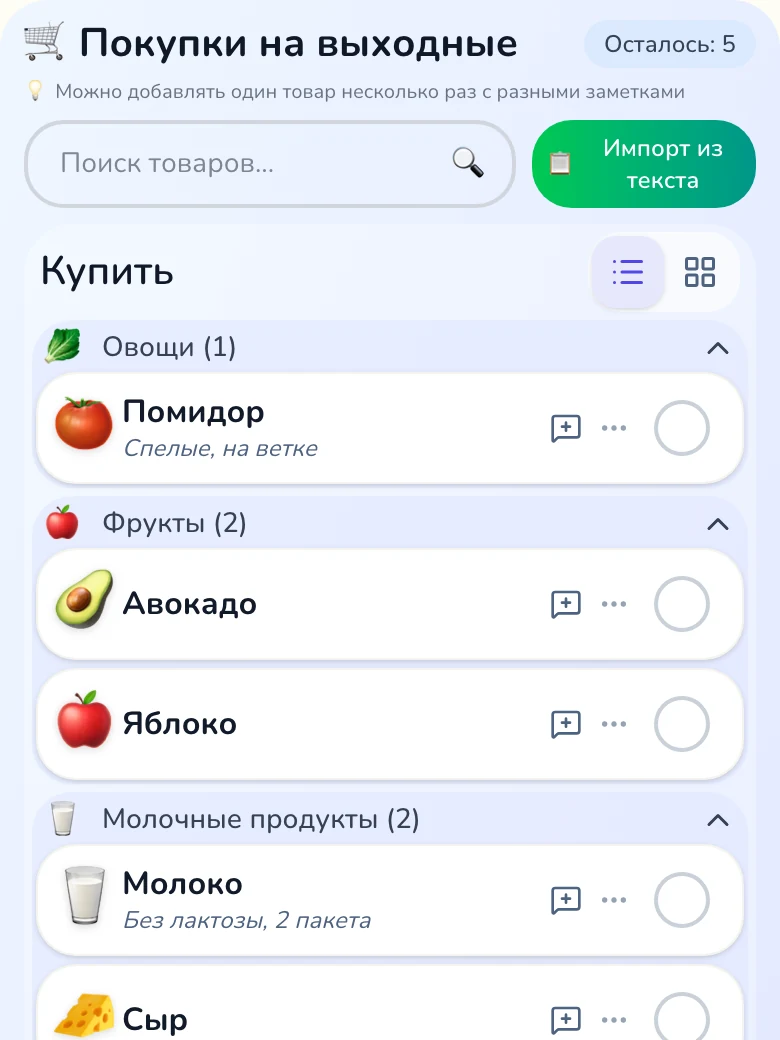 Покупки на выходные
Осталось: 5
Можно добавлять один товар несколько раз с разными заметками
Поиск товаров...
Импорт из
текста
Купить
Овощи (1)
Помидор
Спелые, на ветке
Фрукты (2)
Авокадо
Яблоко
Молочные продукты (2)
Молоко
Без лактозы, 2 пакета
Сыр